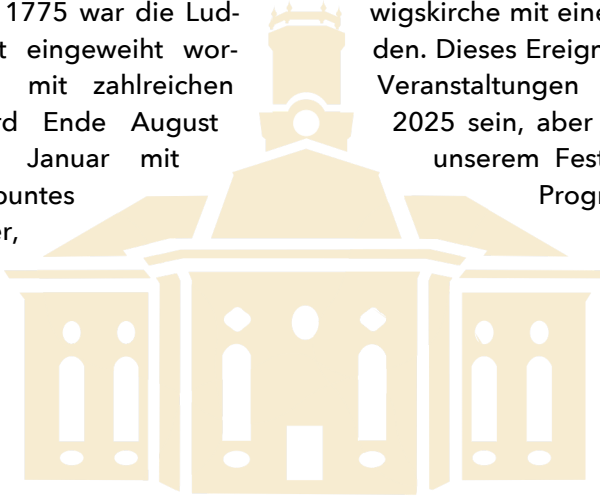 1775 war die Lud- wigskirche mit eine
t eingeweiht wor- den. Dieses Ereign
mit zahlreichen Veranstaltungen
rd Ende August 2025 sein, aber
Januar mit unserem Fest
buntes Progr
er,